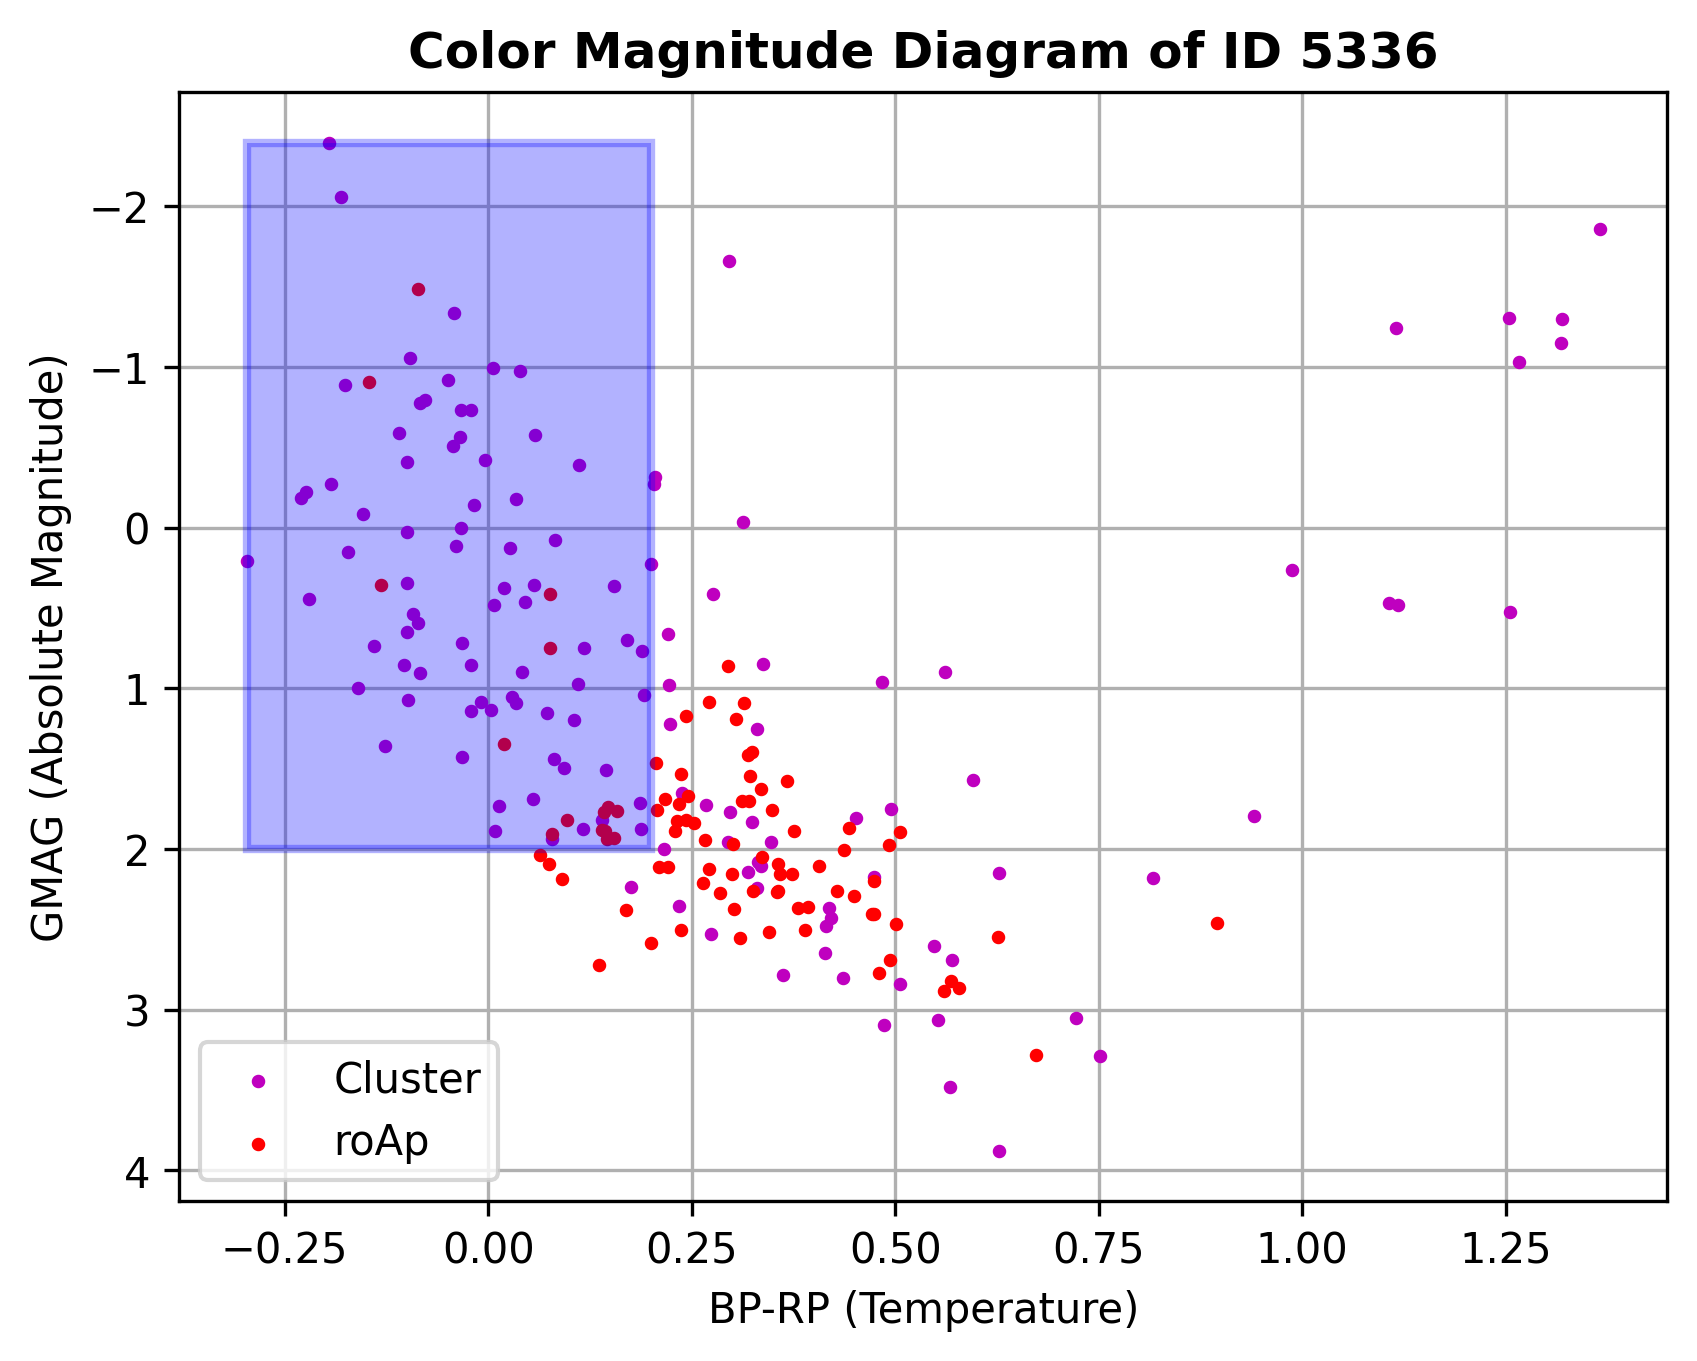 Color Magnitude Diagram of ID 5336
GMAG (Absolute Magnitude)
−2
−1
0
1
2
3
4
Cluster
roAp
−0.25 0.00 0.25 0.50 0.75 1.00 1.25
BP-RP (Temperature)